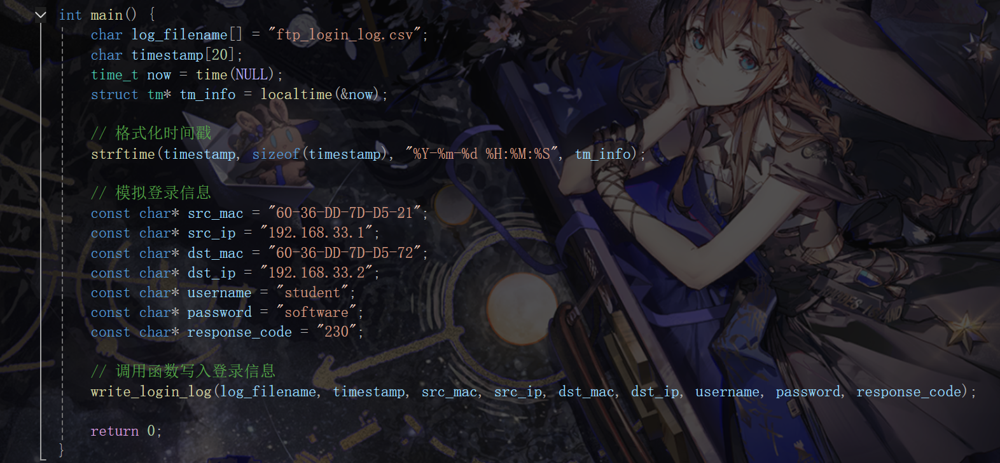 int main() {
    char log_filename[] = "ftp_login_log.csv";
    char timestamp[20];
    time_t now = time(NULL);
    struct tm* tm_info = localtime(&now);
    // 格式化时间戳
    strftime(timestamp, sizeof(timestamp), "%Y-%m-%d %H:%M:%S", tm_info);
    // 模拟登录信息
    const char* src_mac = "60-36-DD-7D-D5-21";
    const char* src_ip = "192.168.33.1";
    const char* dst_mac = "60-36-DD-7D-D5-72";
    const char* dst_ip = "192.168.33.2";
    const char* username = "student";
    const char* password = "software";
    const char* response_code = "230";
    // 调用函数写入登录信息
    write_login_log(log_filename, timestamp, src_mac, src_ip, dst_mac, dst_ip, username, password, response_code);
    return 0;
}